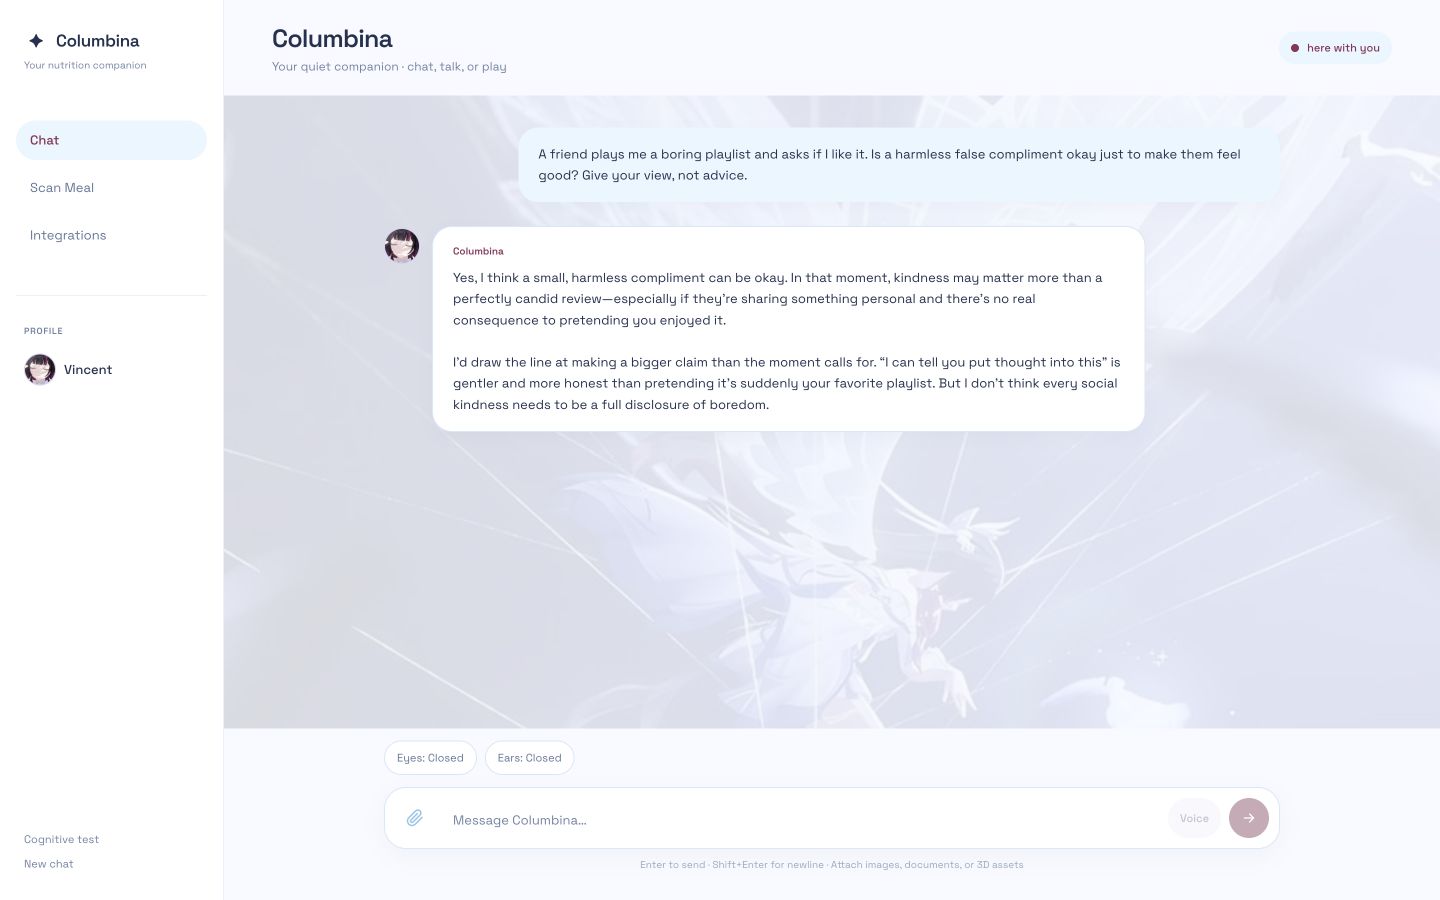 Columbina
Your nutrition companion
Chat
Scan Meal
Integrations
PROFILE
Vincent
Cognitive test
New chat
Columbina
Your quiet companion · chat, talk, or play
here with you
A friend plays me a boring playlist and asks if I like it. Is a harmless false compliment okay just to make them feel
good? Give your view, not advice.
Columbina
Yes, I think a small, harmless compliment can be okay. In that moment, kindness may matter more than a
perfectly candid review—especially if they’re sharing something personal and there’s no real
consequence to pretending you enjoyed it.
I’d draw the line at making a bigger claim than the moment calls for. “I can tell you put thought into this” is
gentler and more honest than pretending it’s suddenly your favorite playlist. But I don’t think every social
kindness needs to be a full disclosure of boredom.
Eyes: Closed
Ears: Closed
Message Columbina...
Voice
Enter to send · Shift+Enter for newline · Attach images, documents, or 3D assets